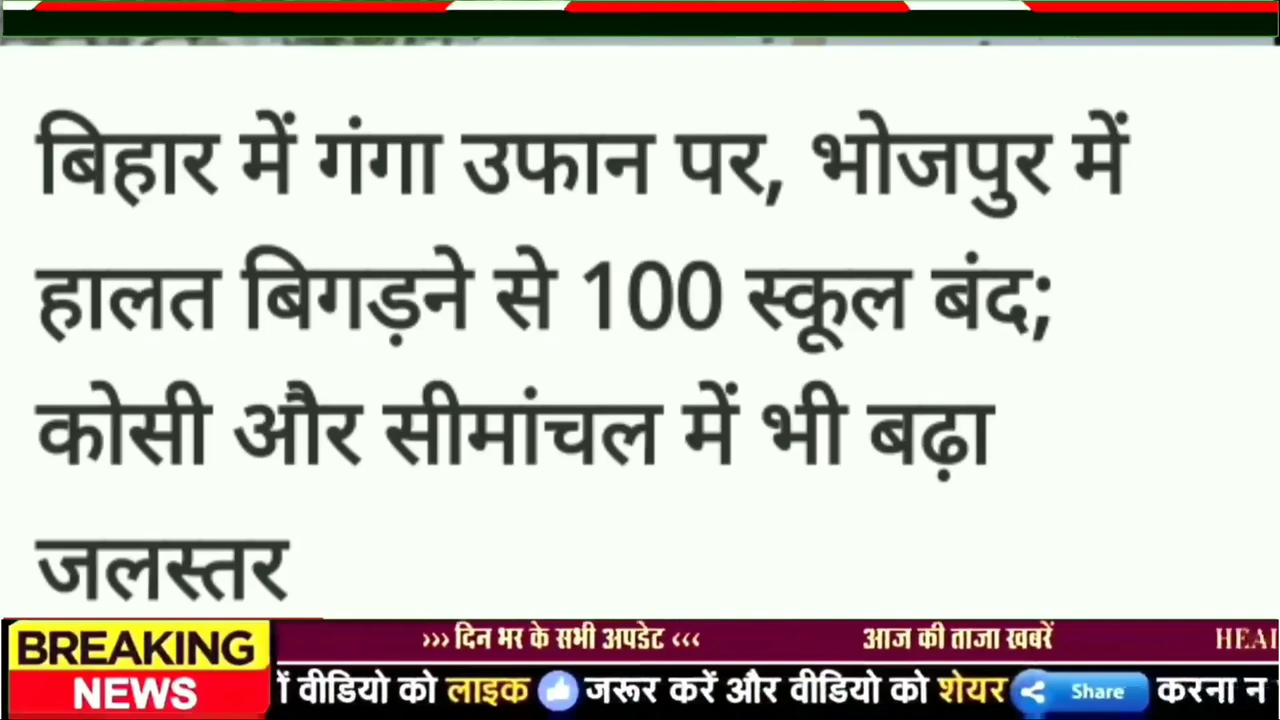 बिहार में गंगा उफान पर, भोजपुर में
हालत बिगड़ने से 100 स्कूल बंद;
कोसी और सीमांचल में भी बढ़ा
जलस्तर
BREAKING
NEWS
››› दिन भर के सभी अपडेट ‹‹‹ आज की ताजा खबरें
वीडियो को लाइक जरूर करें और वीडियो को शेयर Share करना न